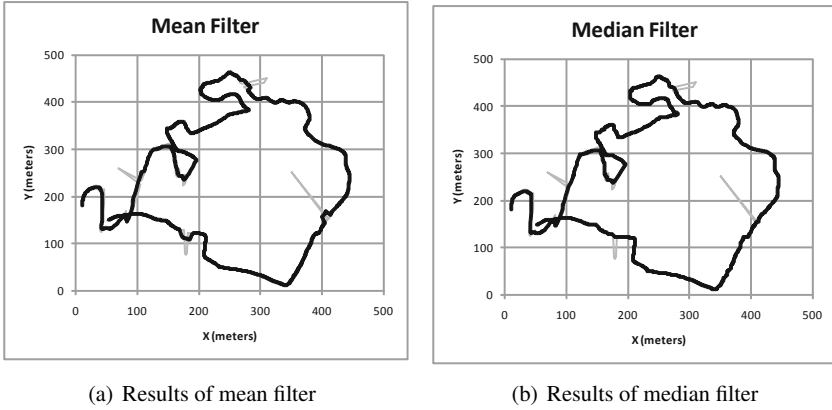 Mean Filter
500
400
300
200
100
0
Y (meters)
0 100 200 300 400 500
X (meters)
(a) Results of mean filter
Median Filter
500
400
300
200
100
0
Y (meters)
0 100 200 300 400 500
X (meters)
(b) Results of median filter